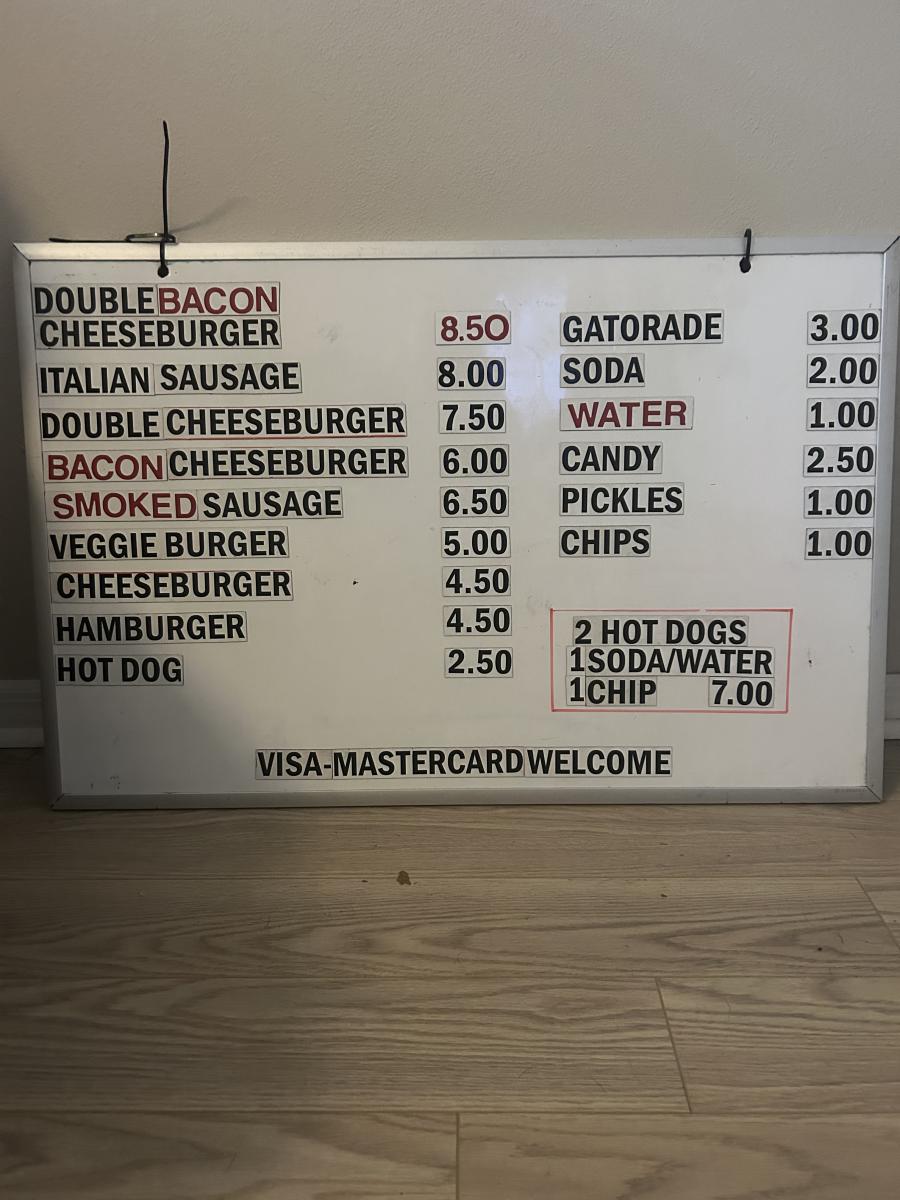 DOUBLE BACON
CHEESEBURGER 8.50
ITALIAN SAUSAGE 8.00
DOUBLE CHEESEBURGER 7.50
BACON CHEESEBURGER 6.00
SMOKED SAUSAGE 6.50
VEGGIE BURGER 5.00
CHEESEBURGER 4.50
HAMBURGER 4.50
HOT DOG 2.50
GATORADE 3.00
SODA 2.00
WATER 1.00
CANDY 2.50
PICKLES 1.00
CHIPS 1.00
2 HOT DOGS
1 SODA/WATER
1 CHIP 7.00
VISA-MASTERCARD WELCOME